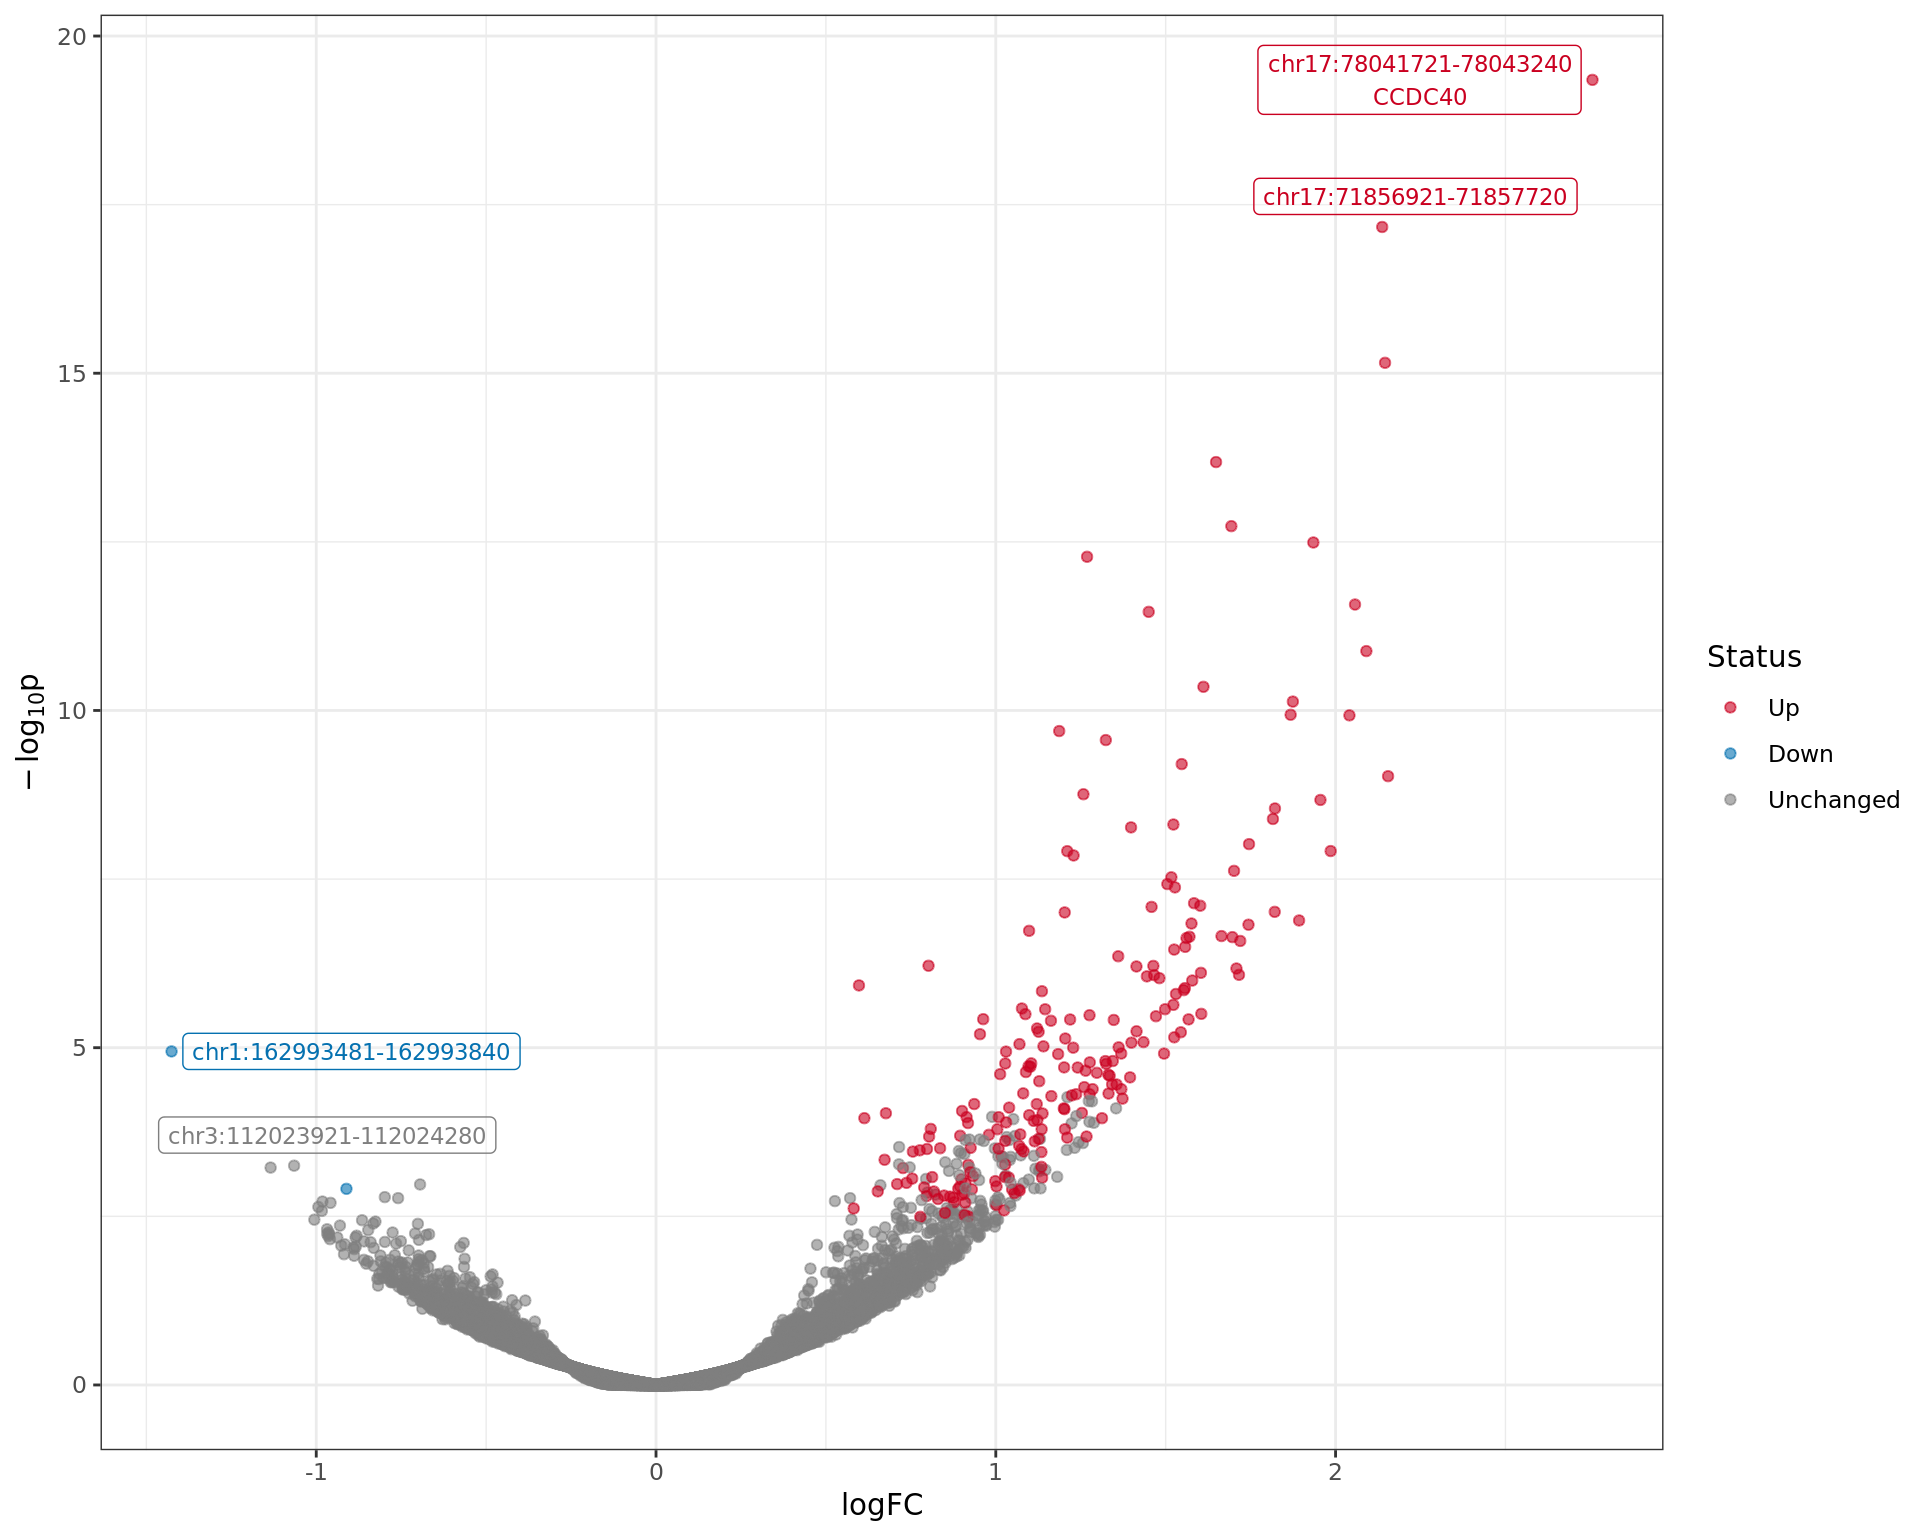 20
15
10
5
0
-1
0
1
2
− log10p
logFC
chr17:78041721-78043240
CCDC40
chr17:71856921-71857720
chr1:162993481-162993840
chr3:112023921-112024280
Status
Up
Down
Unchanged